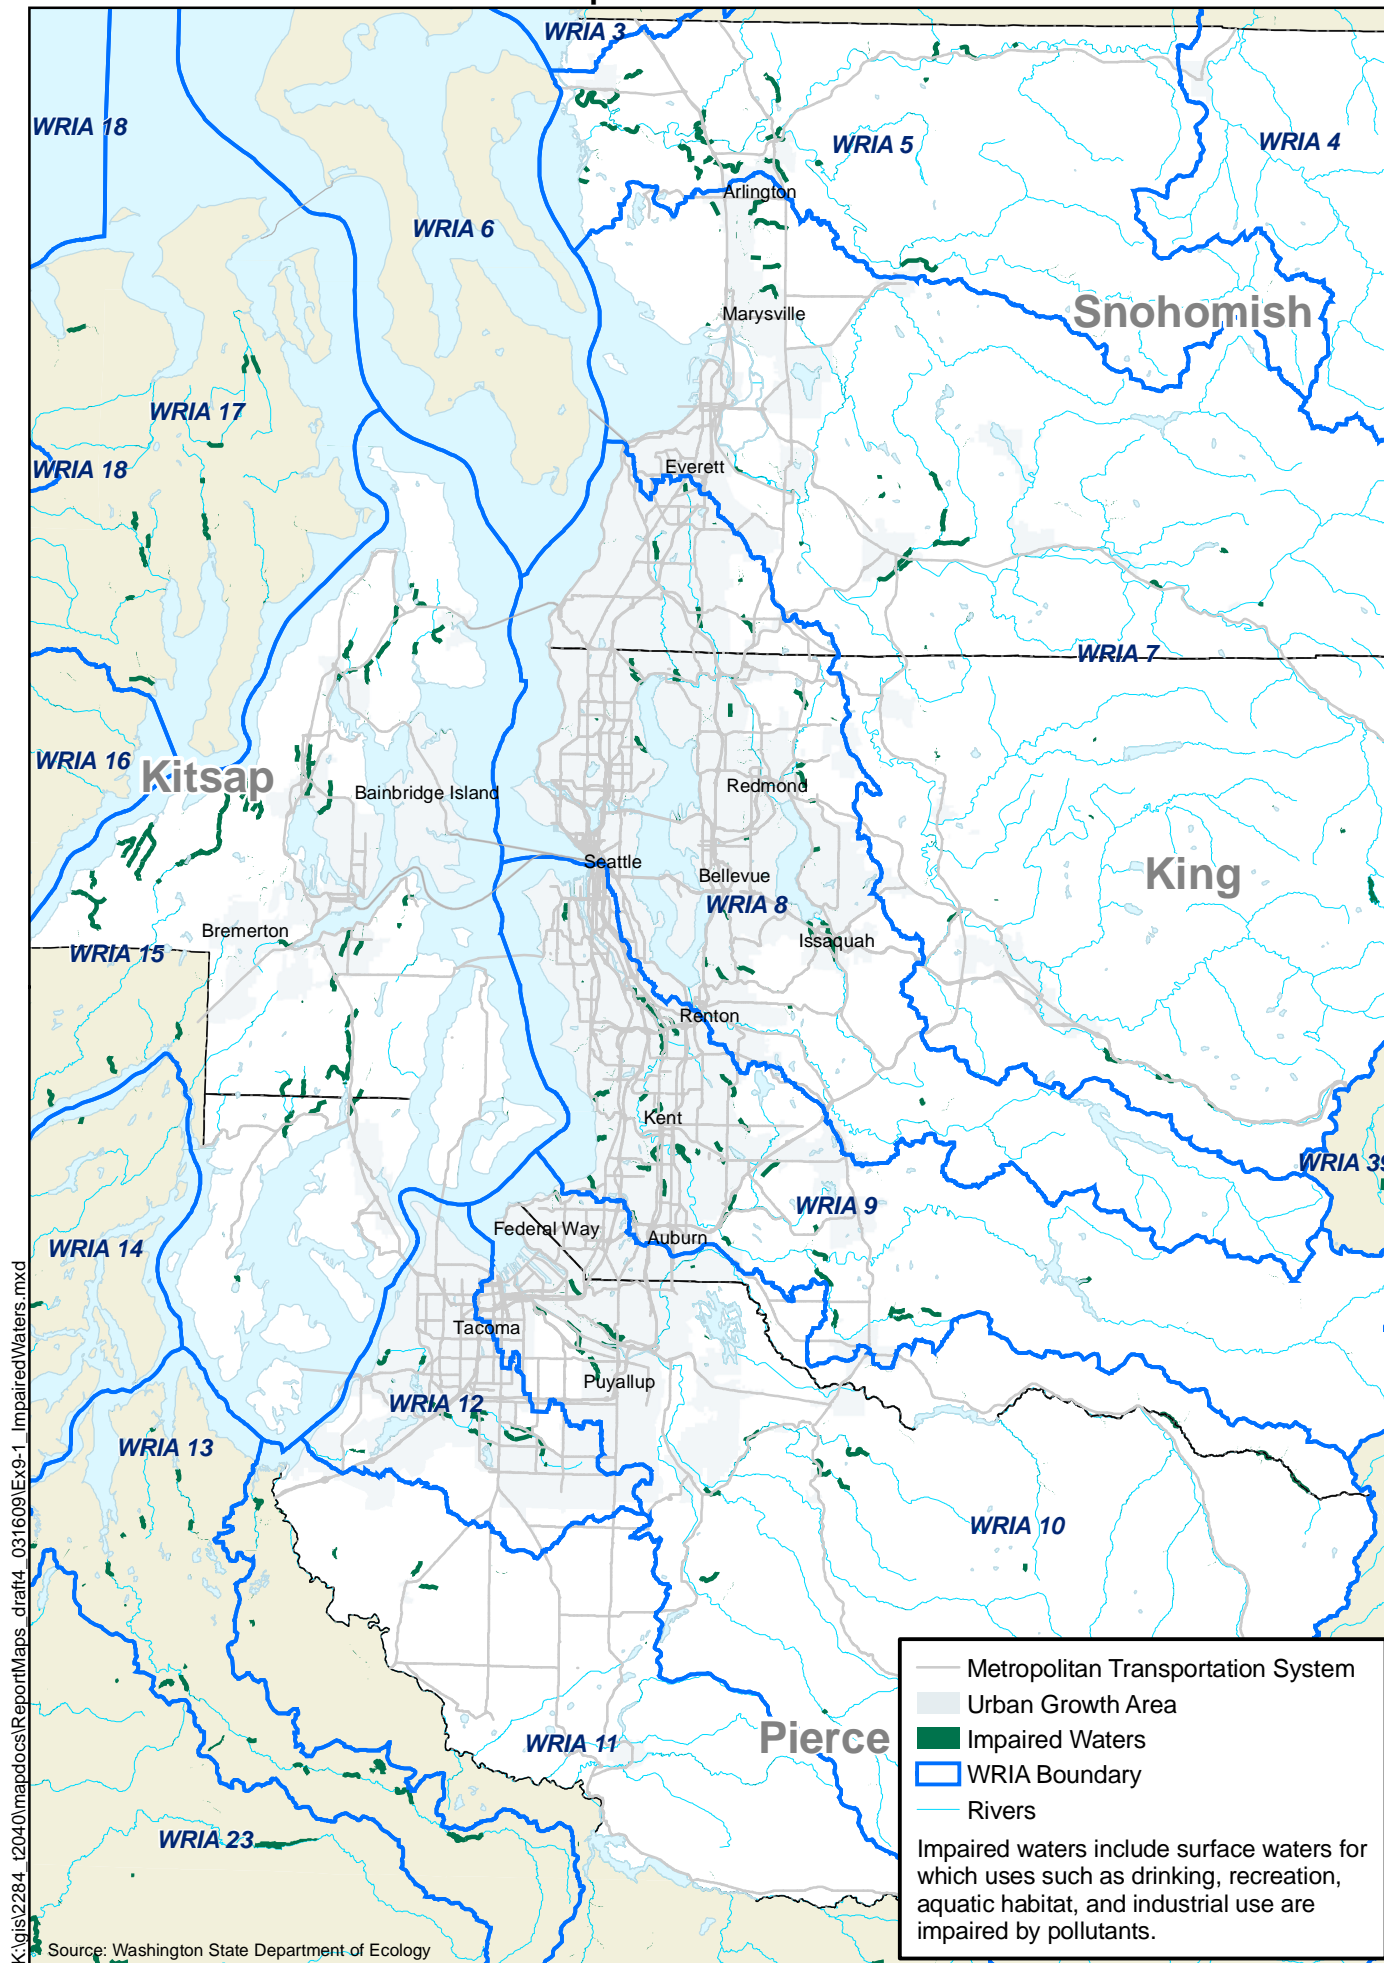 WRIA 3
WRIA 18
WRIA 5
WRIA 4
Arlington
WRIA 6
Snohomish
Marysville
WRIA 17
Everett
WRIA 18
WRIA 7
WRIA 16
Kitsap
Bainbridge Island
Redmond
Seattle
Bellevue
King
WRIA 8
Bremerton
Issaquah
WRIA 15
Renton
Kent
WRIA 39
WRIA 9
Federal Way
Auburn
WRIA 14
Tacoma
Puyallup
WRIA 12
WRIA 13
WRIA 10
Pierce
WRIA 11
WRIA 23
Metropolitan Transportation System
Urban Growth Area
Impaired Waters
WRIA Boundary
Rivers
Impaired waters include surface waters for
which uses such as drinking, recreation,
aquatic habitat, and industrial use are
impaired by pollutants.
Source: Washington State Department of Ecology
K:\gis\2284_t2040\mapdocs\ReportMaps_draft4_031609\Ex9-1_ImpairedWaters.mxd